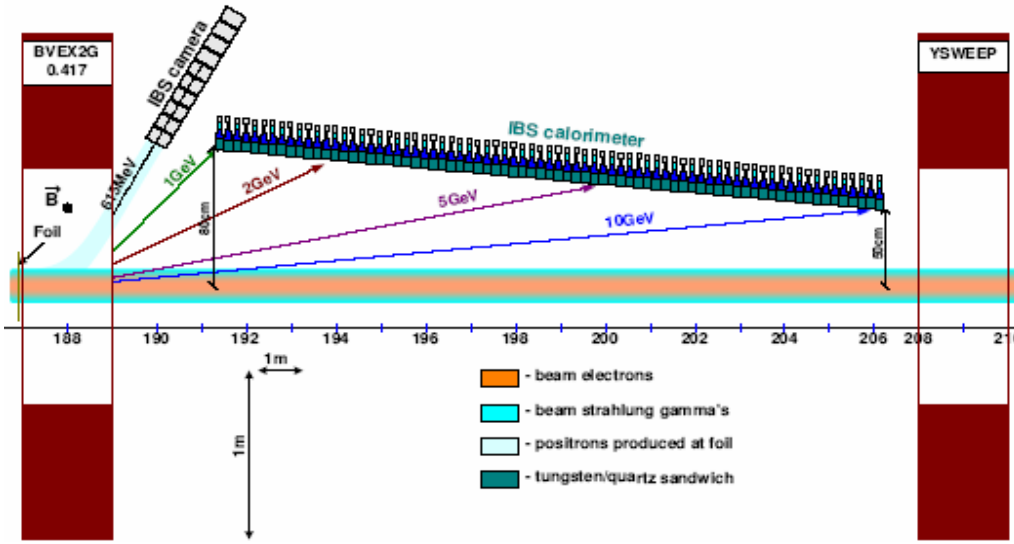 BVEX2G
0.417
YSWEEP
IBS camera
IBS calorimeter
615MeV
1GeV
2GeV
5GeV
10GeV
80cm
50cm
B
Foil
188
190
192
194
196
198
200
202
204
206
208
210
1m
1m
- beam electrons
- beam strahlung gamma's
- positrons produced at foil
- tungsten/quartz sandwich